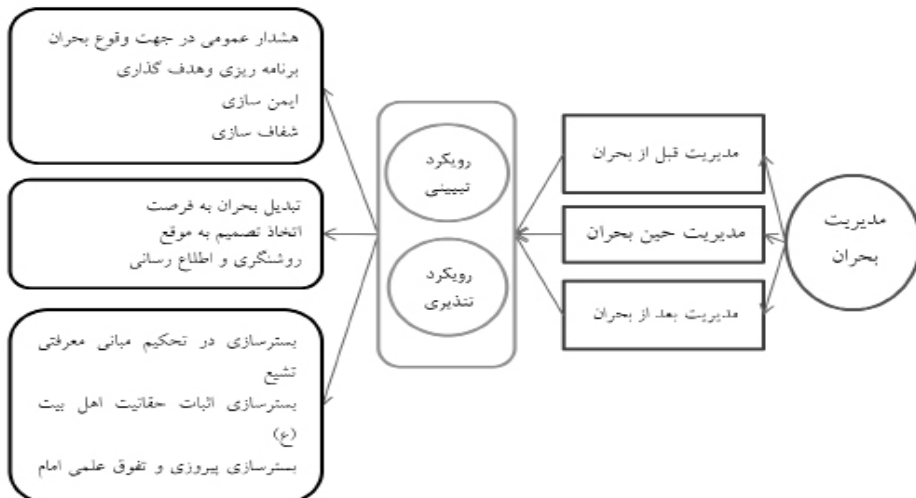 مدیریت
بحران
مدیریت قبل از بحران
مدیریت حین بحران
مدیریت بعد از بحران
رویکرد
تبیینی
رویکرد
تنذیری
هشدار عمومی در جهت وقوع بحران
برنامه ریزی وهدف گذاری
ایمن سازی
شفاف سازی
تبدیل بحران به فرصت
اتخاذ تصمیم به موقع
روشنگری و اطلاع رسانی
بسترسازی در تحکیم مبانی معرفتی
تشیع
بسترسازی اثبات حقانیت اهل بیت
(ع)
بسترسازی پیروزی و تفوق علمی امام